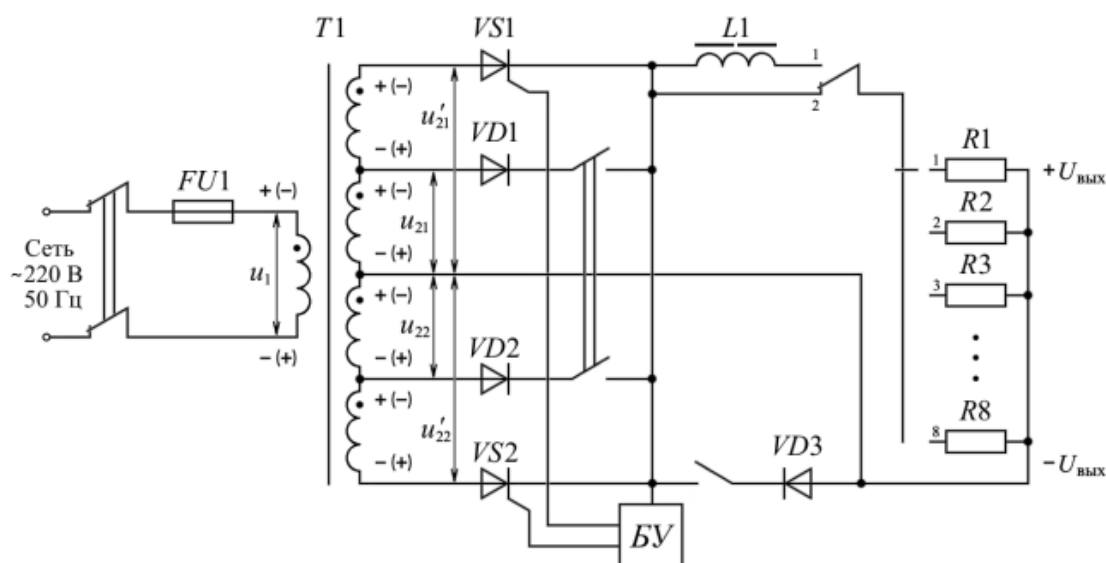 T1
VS1
L1
1
2
+ (−)
u'21
− (+)
VD1
R1
1
+Uвых
FU1
+ (−)
+ (−)
u21
− (+)
R2
2
Сеть
~220 В
50 Гц
u1
R3
3
+ (−)
u22
− (+)
VD2
− (+)
+ (−)
u'22
− (+)
VS2
R8
8
VD3
−Uвых
БУ